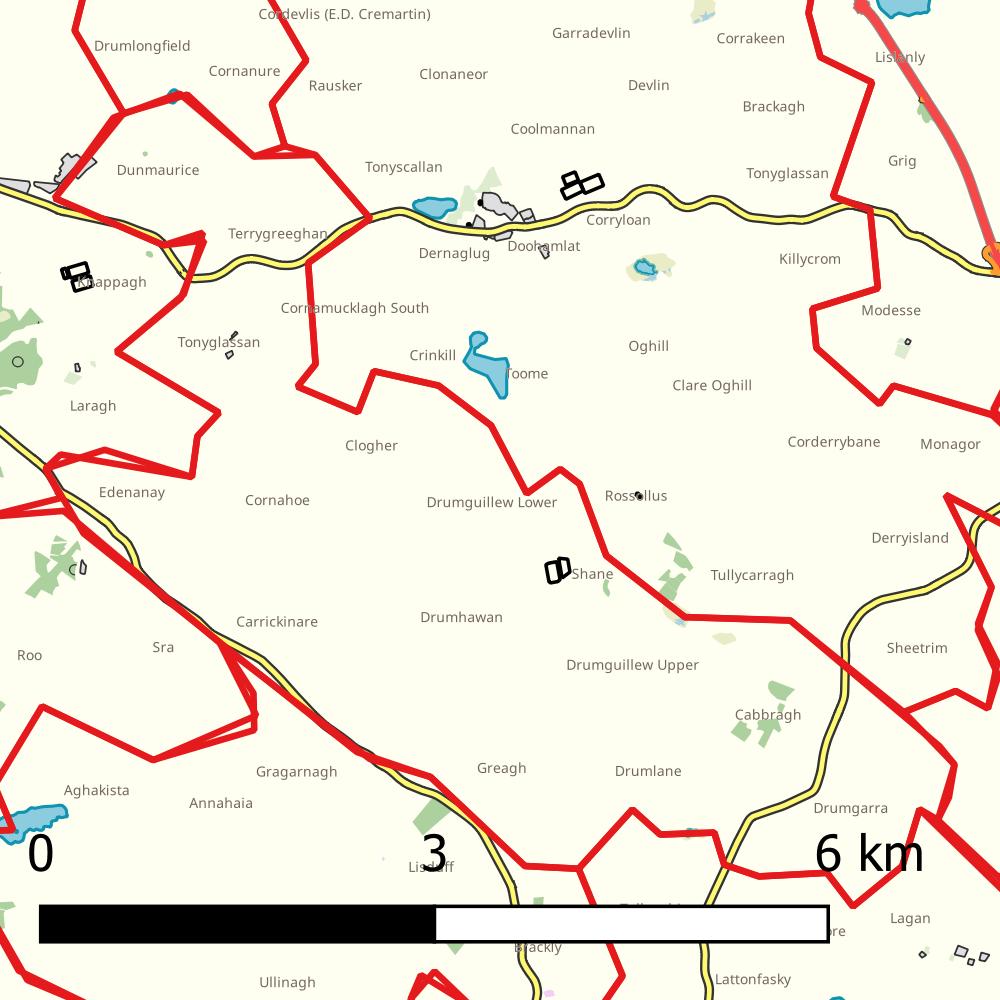 Cordevlis (E.D. Cremartin)
Garradevlin
Corrakeen
Drumlongfield
Lislanly
Cornanure
Clonaneor
Rausker
Devlin
Brackagh
Coolmannan
Grig
Tonyscallan
Dunmaurice
Tonyglassan
Corryloan
Terrygreeghan
Doohamlat
Dernaglug
Killycrom
Knappagh
Cornamucklagh South
Modesse
Tonyglassan
Oghill
Crinkill
Toome
Clare Oghill
Laragh
Corderrybane
Monagor
Clogher
Edenanay
Rossollus
Cornahoe
Drumguillew Lower
Derryisland
Shane
Tullycarragh
Drumhawan
Carrickinare
Sra
Sheetrim
Roo
Drumguillew Upper
Cabbragh
Greagh
Gragarnagh
Drumlane
Aghakista
Annahaia
Drumgarra
0 3 6 km
Lisduff
Lagan
Brackly
Ullinagh
Lattonfasky